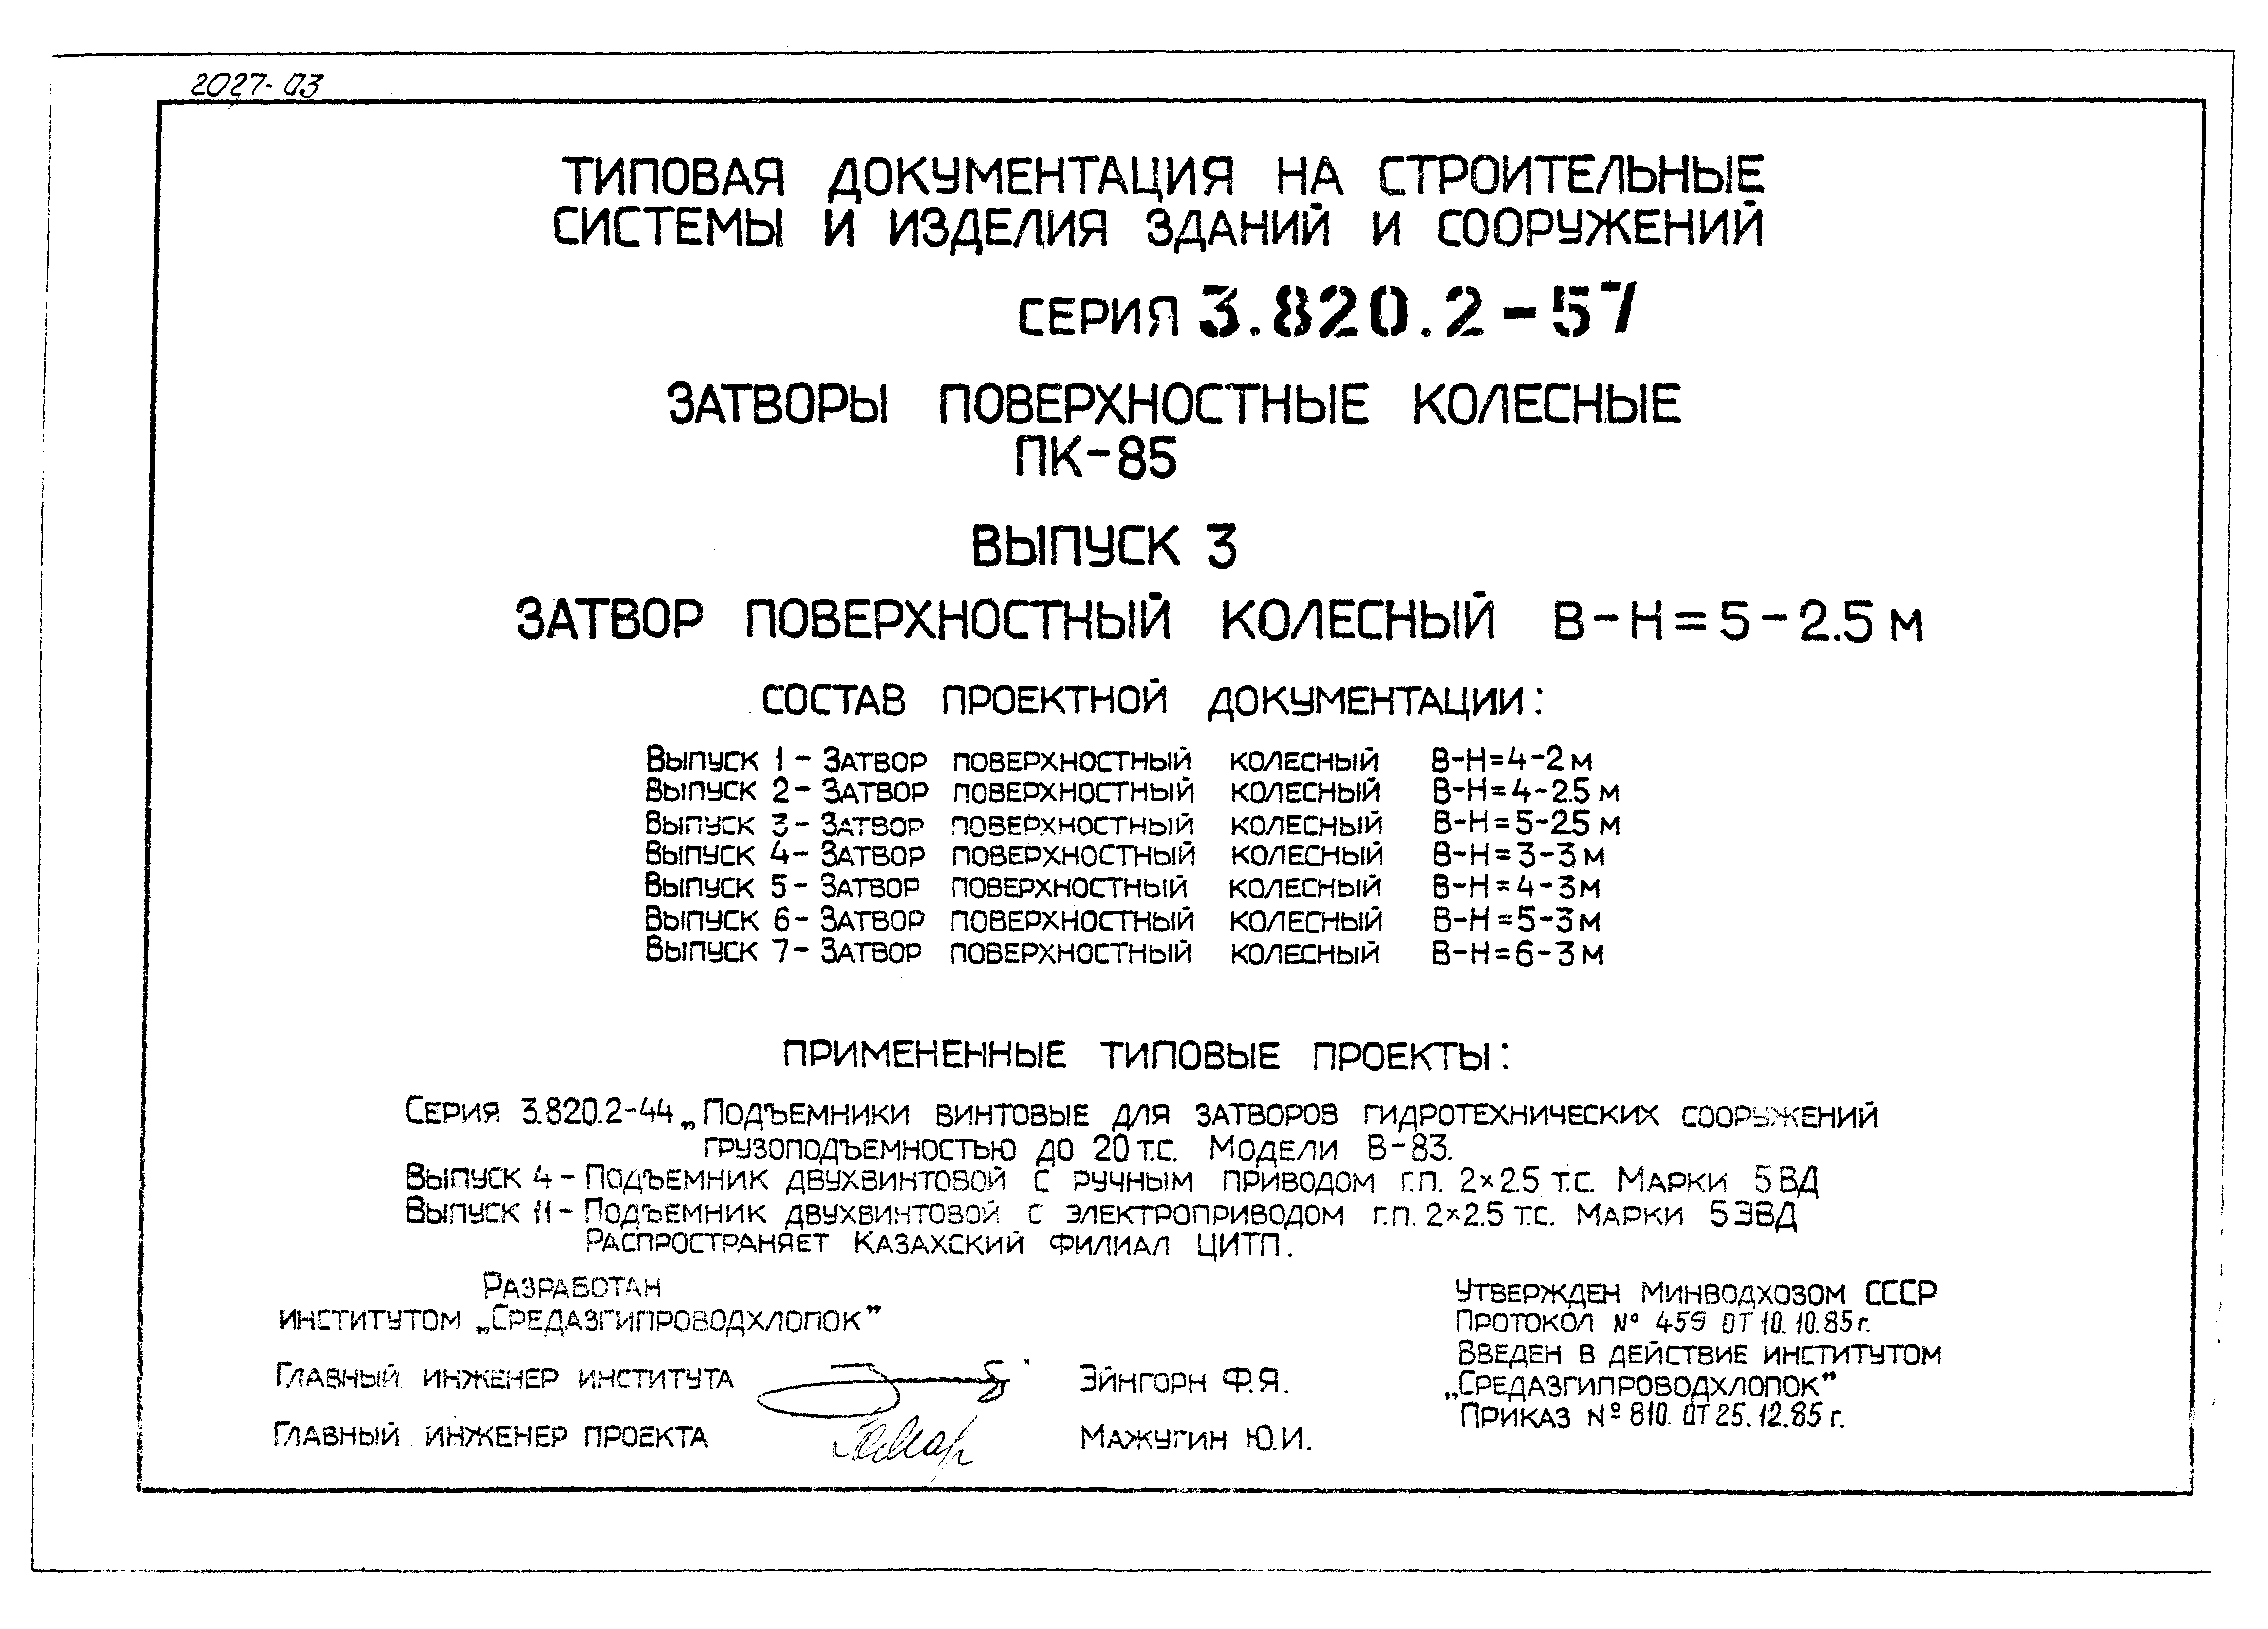 2027-03
ТИПОВАЯ ДОКУМЕНТАЦИЯ НА СТРОИТЕЛЬНЫЕ
СИСТЕМЫ И ИЗДЕЛИЯ ЗДАНИЙ И СООРУЖЕНИЙ
СЕРИЯ 3.820.2-57
ЗАТВОРЫ ПОВЕРХНОСТНЫЕ КОЛЕСНЫЕ
ПК-85
ВЫПУСК 3
ЗАТВОР ПОВЕРХНОСТНЫЙ КОЛЕСНЫЙ В-Н=5-2.5 М
СОСТАВ ПРОЕКТНОЙ ДОКУМЕНТАЦИИ:
ВЫПУСК 1 - ЗАТВОР ПОВЕРХНОСТНЫЙ КОЛЕСНЫЙ В-Н=4-2 М
ВЫПУСК 2 - ЗАТВОР ПОВЕРХНОСТНЫЙ КОЛЕСНЫЙ В-Н=4-2.5 М
ВЫПУСК 3 - ЗАТВОР ПОВЕРХНОСТНЫЙ КОЛЕСНЫЙ В-Н=5-2.5 М
ВЫПУСК 4 - ЗАТВОР ПОВЕРХНОСТНЫЙ КОЛЕСНЫЙ В-Н=3-3 М
ВЫПУСК 5 - ЗАТВОР ПОВЕРХНОСТНЫЙ КОЛЕСНЫЙ В-Н=4-3 М
ВЫПУСК 6 - ЗАТВОР ПОВЕРХНОСТНЫЙ КОЛЕСНЫЙ В-Н=5-3 М
ВЫПУСК 7 - ЗАТВОР ПОВЕРХНОСТНЫЙ КОЛЕСНЫЙ В-Н=6-3 М
ПРИМЕНЕННЫЕ ТИПОВЫЕ ПРОЕКТЫ:
СЕРИЯ 3.820.2-44 „ПОДЪЕМНИКИ ВИНТОВЫЕ ДЛЯ ЗАТВОРОВ ГИДРОТЕХНИЧЕСКИХ СООРУЖЕНИЙ
ГРУЗОПОДЪЕМНОСТЬЮ ДО 20 Т.С. МОДЕЛИ В-83.
ВЫПУСК 4 - ПОДЪЕМНИК ДВУХВИНТОВОЙ С РУЧНЫМ ПРИВОДОМ Г.П. 2×2.5 Т.С. МАРКИ 5 ВД
ВЫПУСК 11 - ПОДЪЕМНИК ДВУХВИНТОВОЙ С ЭЛЕКТРОПРИВОДОМ Г.П. 2×2.5 Т.С. МАРКИ 5ЭВД
РАСПРОСТРАНЯЕТ КАЗАХСКИЙ ФИЛИАЛ ЦИТП.
РАЗРАБОТАН
ИНСТИТУТОМ „СРЕДАЗГИПРОВОДХЛОПОК"
ГЛАВНЫЙ ИНЖЕНЕР ИНСТИТУТА ЭЙНГОРН Ф.Я.
ГЛАВНЫЙ ИНЖЕНЕР ПРОЕКТА МАЖУГИН Ю.И.
УТВЕРЖДЕН МИНВОДХОЗОМ СССР
ПРОТОКОЛ № 459 ОТ 10.10.85 г.
ВВЕДЕН В ДЕЙСТВИЕ ИНСТИТУТОМ
„СРЕДАЗГИПРОВОДХЛОПОК"
ПРИКАЗ № 810. ОТ 25.12.85 г.